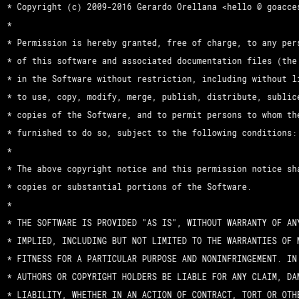 * Copyright (c) 2009-2016 Gerardo Orellana <hello @ goacces
*
* Permission is hereby granted, free of charge, to any pers
* of this software and associated documentation files (the
* in the Software without restriction, including without li
* to use, copy, modify, merge, publish, distribute, sublice
* copies of the Software, and to permit persons to whom the
* furnished to do so, subject to the following conditions:
*
* The above copyright notice and this permission notice sha
* copies or substantial portions of the Software.
*
* THE SOFTWARE IS PROVIDED "AS IS", WITHOUT WARRANTY OF ANY
* IMPLIED, INCLUDING BUT NOT LIMITED TO THE WARRANTIES OF M
* FITNESS FOR A PARTICULAR PURPOSE AND NONINFRINGEMENT. IN
* AUTHORS OR COPYRIGHT HOLDERS BE LIABLE FOR ANY CLAIM, DAM
* LIABILITY, WHETHER IN AN ACTION OF CONTRACT, TORT OR OTHE